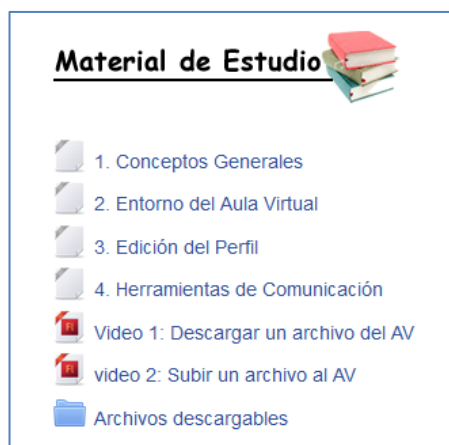 Material de Estudio
1. Conceptos Generales
2. Entorno del Aula Virtual
3. Edición del Perfil
4. Herramientas de Comunicación
Video 1: Descargar un archivo del AV
video 2: Subir un archivo al AV
Archivos descargables